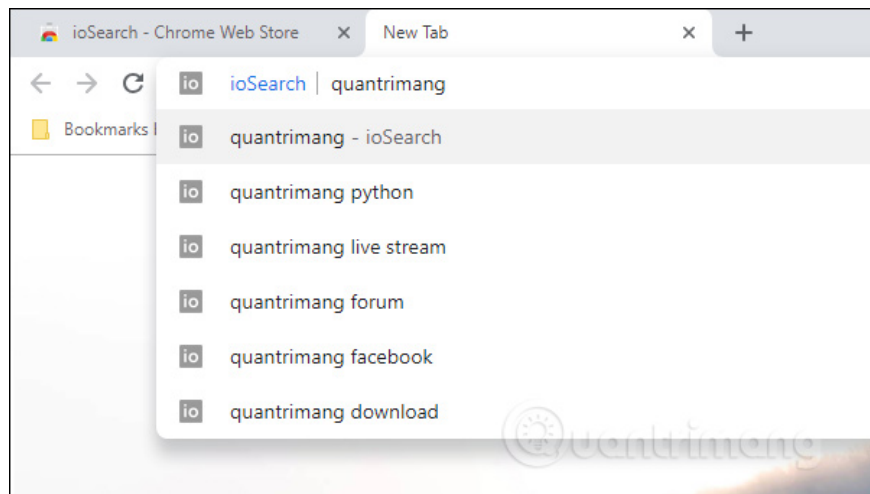 ioSearch - Chrome Web Store
New Tab
io ioSearch | quantrimang
Bookmarks
io quantrimang - ioSearch
io quantrimang python
io quantrimang live stream
io quantrimang forum
io quantrimang facebook
io quantrimang download
Quantrimang